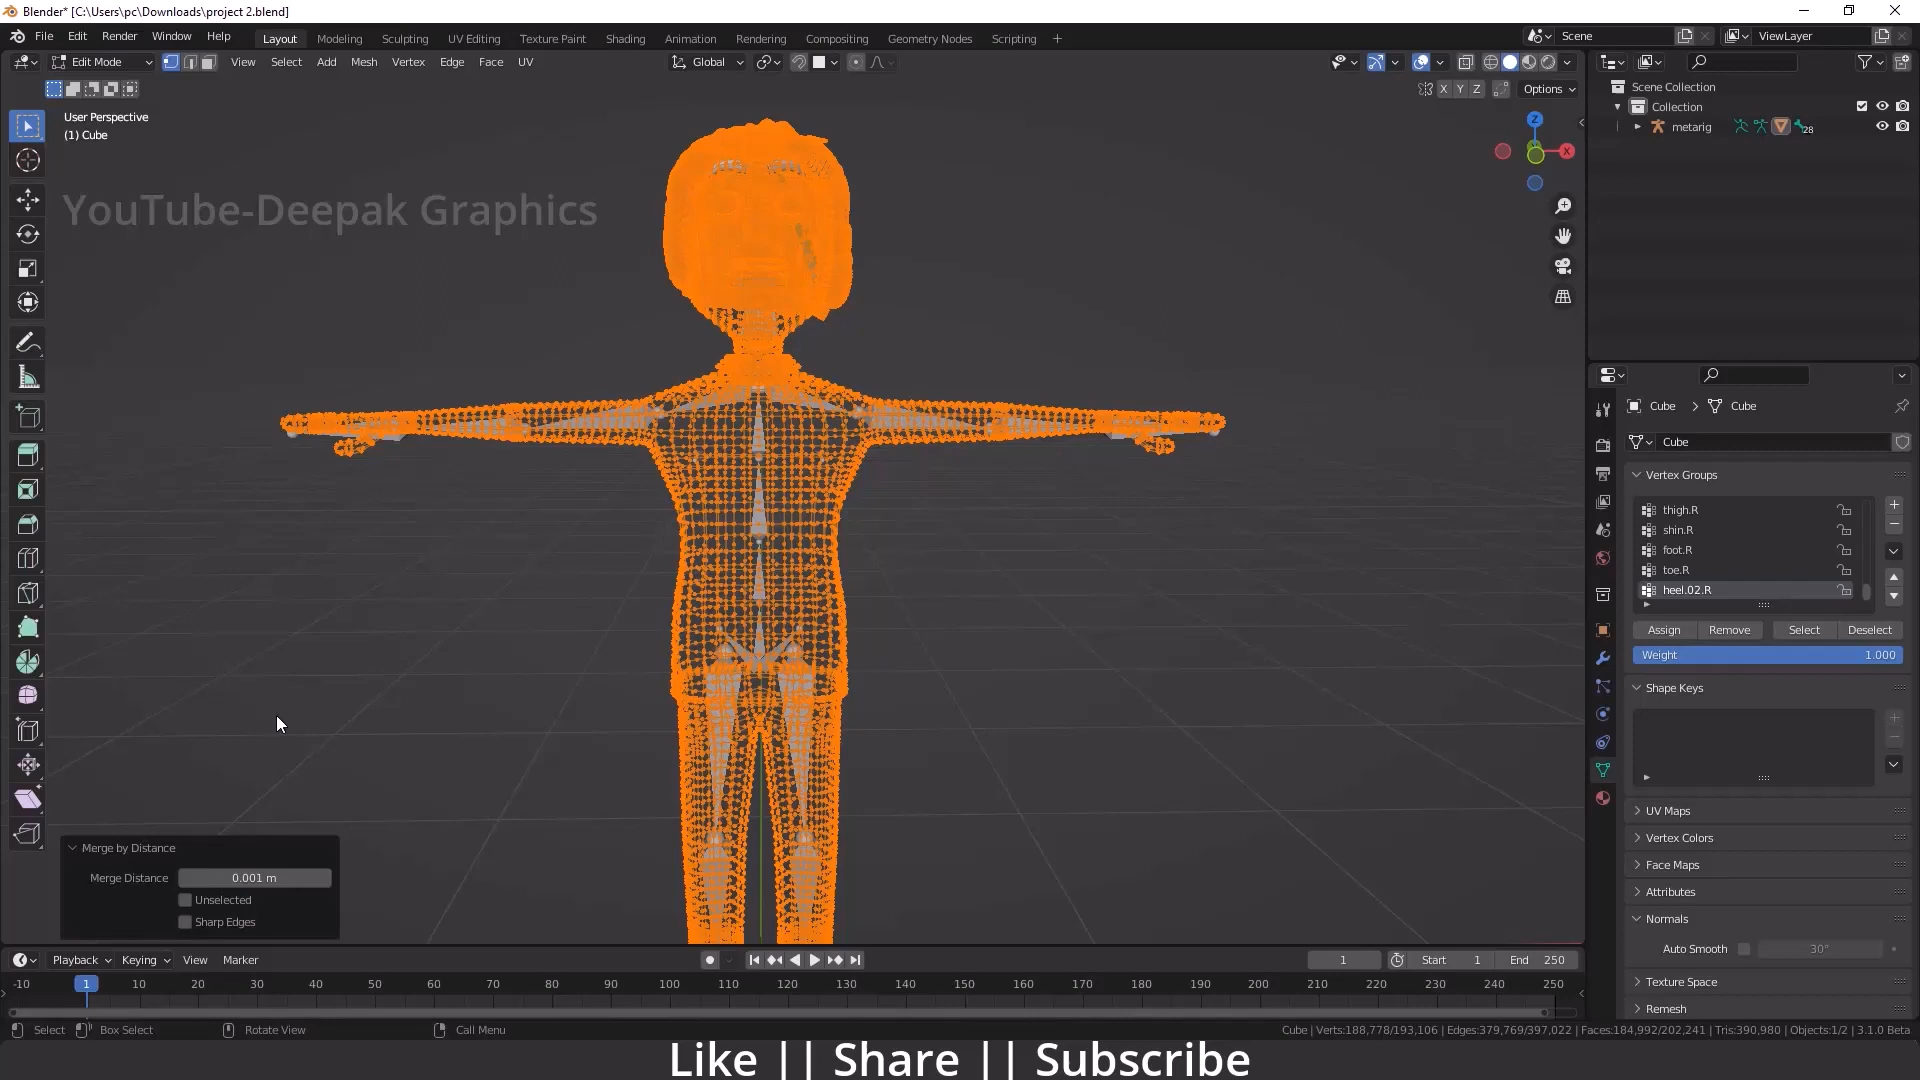 Blender* [C:\Users\pc\Downloads\project 2.blend]
File Edit Render Window Help
Layout Modeling Sculpting UV Editing Texture Paint Shading Animation Rendering Compositing Geometry Nodes Scripting +
Scene
ViewLayer
Edit Mode
View Select Add Mesh Vertex Edge Face UV
Global
X Y Z
Options
User Perspective
(1) Cube
YouTube-Deepak Graphics
Z
X
Scene Collection
Collection
metarig
28
Cube > Cube
Cube
Vertex Groups
thigh.R
shin.R
foot.R
toe.R
heel.02.R
Assign Remove Select Deselect
Weight 1.000
Shape Keys
UV Maps
Vertex Colors
Face Maps
Attributes
Normals
Auto Smooth 30°
Texture Space
Remesh
Merge by Distance
Merge Distance 0.001 m
Unselected
Sharp Edges
Playback Keying View Marker
1
Start 1
End 250
-10 1 10 20 30 40 50 60 70 80 90 100 110 120 130 140 150 160 170 180 190 200 210 220 230 240 250
Select Box Select Rotate View Call Menu
Cube | Verts:188,778/193,106 | Edges:379,769/397,022 | Faces:184,992/202,241 | Tris:390,980 | Objects:1/2 | 3.1.0 Beta
Like || Share || Subscribe